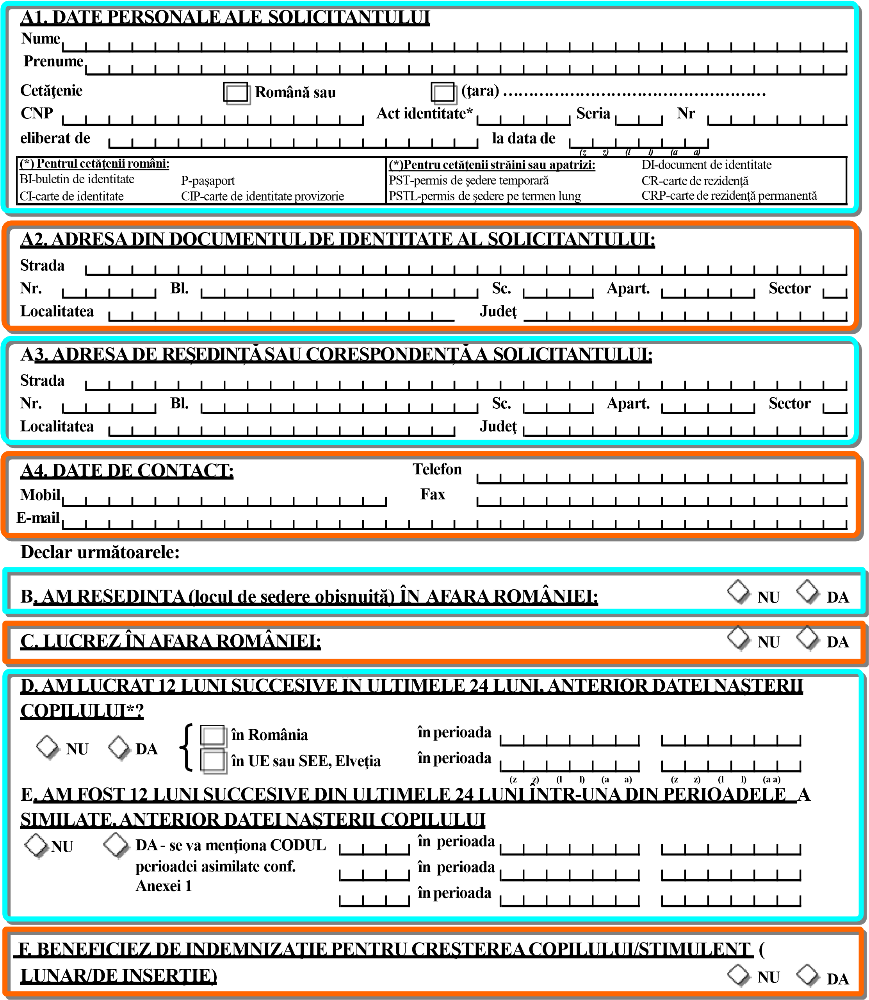 A1. DATE PERSONALE ALE SOLICITANTULUI
Nume
Prenume
Cetăţenie Română sau (ţara) ……………………………………………
CNP Act identitate* Seria Nr
eliberat de la data de
(z z) (l l) (a a)
(*) Pentrul cetăţenii români: (*)Pentru cetăţenii străini sau apatrizi: DI-document de identitate
BI-buletin de identitate P-paşaport PST-permis de şedere temporară CR-carte de rezidenţă
CI-carte de identitate CIP-carte de identitate provizorie PSTL-permis de şedere pe termen lung CRP-carte de rezidenţă permanentă
A2. ADRESA DIN DOCUMENTUL DE IDENTITATE AL SOLICITANTULUI:
Strada
Nr. Bl. Sc. Apart. Sector
Localitatea Judeţ
A3. ADRESA DE REŞEDINŢĂ SAU CORESPONDENŢĂ A SOLICITANTULUI:
Strada
Nr. Bl. Sc. Apart. Sector
Localitatea Judeţ
A4. DATE DE CONTACT: Telefon
Mobil Fax
E-mail
Declar următoarele:
B. AM REŞEDINŢA (locul de şedere obişnuită) ÎN AFARA ROMÂNIEI: NU DA
C. LUCREZ ÎN AFARA ROMÂNIEI: NU DA
D. AM LUCRAT 12 LUNI SUCCESIVE ÎN ULTIMELE 24 LUNI, ANTERIOR DATEI NAŞTERII
COPILULUI*?
în România în perioada
NU DA
în UE sau SEE, Elveţia în perioada
(z z) (l l) (a a) (z z) (l l) (a a)
E. AM FOST 12 LUNI SUCCESIVE DIN ULTIMELE 24 LUNI ÎNTR-UNA DIN PERIOADELE A
SIMILATE, ANTERIOR DATEI NAŞTERII COPILULUI
NU DA - se va menţiona CODUL în perioada
perioadei asimilate conf. în perioada
Anexei 1 în perioada
F. BENEFICIEZ DE INDEMNIZAŢIE PENTRU CREŞTEREA COPILULUI/STIMULENT (
LUNAR/DE INSERŢIE) NU DA